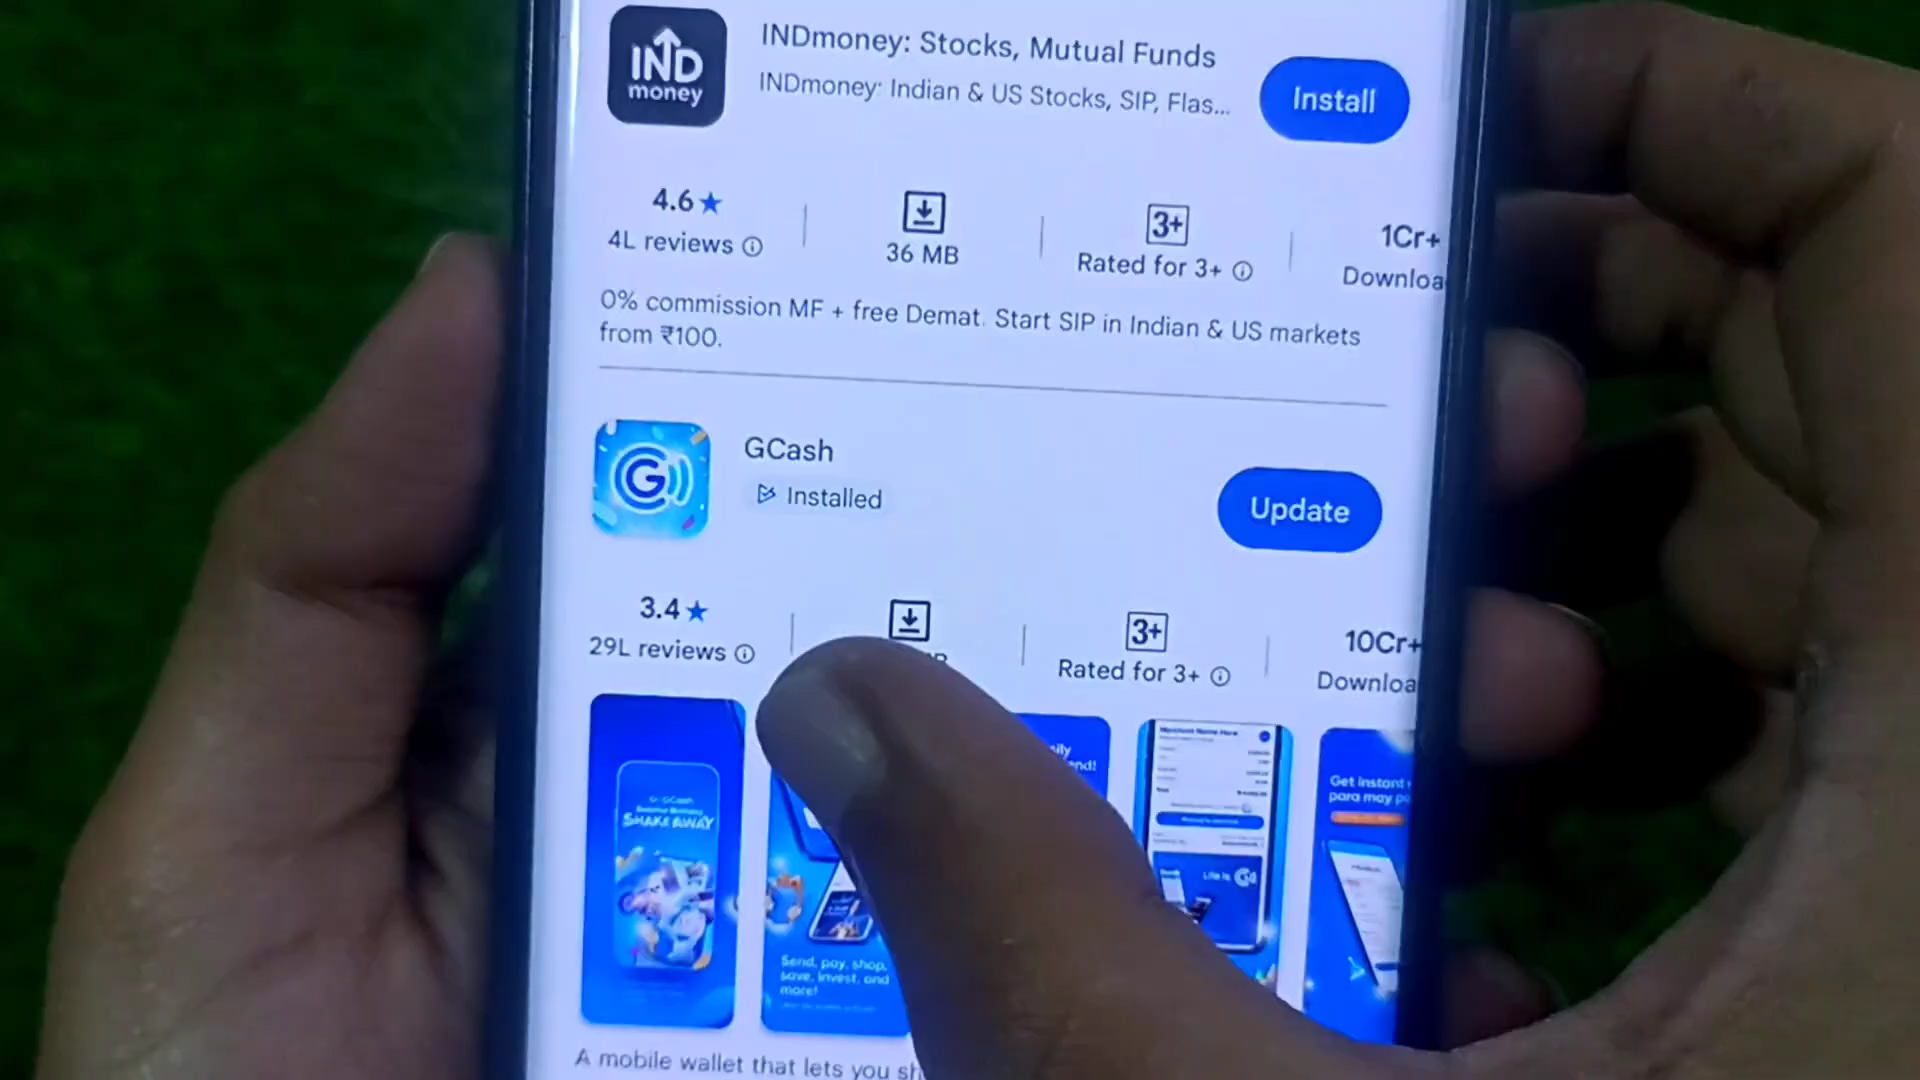 IND
money
INDmoney: Stocks, Mutual Funds
INDmoney: Indian & US Stocks, SIP, Flas...
Install
4.6★
4L reviews
36 MB
3+
Rated for 3+
1Cr+
Downloa
0% commission MF + free Demat. Start SIP in Indian & US markets
from ₹100.
G
GCash
Installed
Update
3.4★
29L reviews
3+
Rated for 3+
10Cr+
Downloa
GCash
SHAKE AWAY
Send, pay, shop,
save, invest, and
more!
Get instant
para may
A mobile wallet that lets you sh